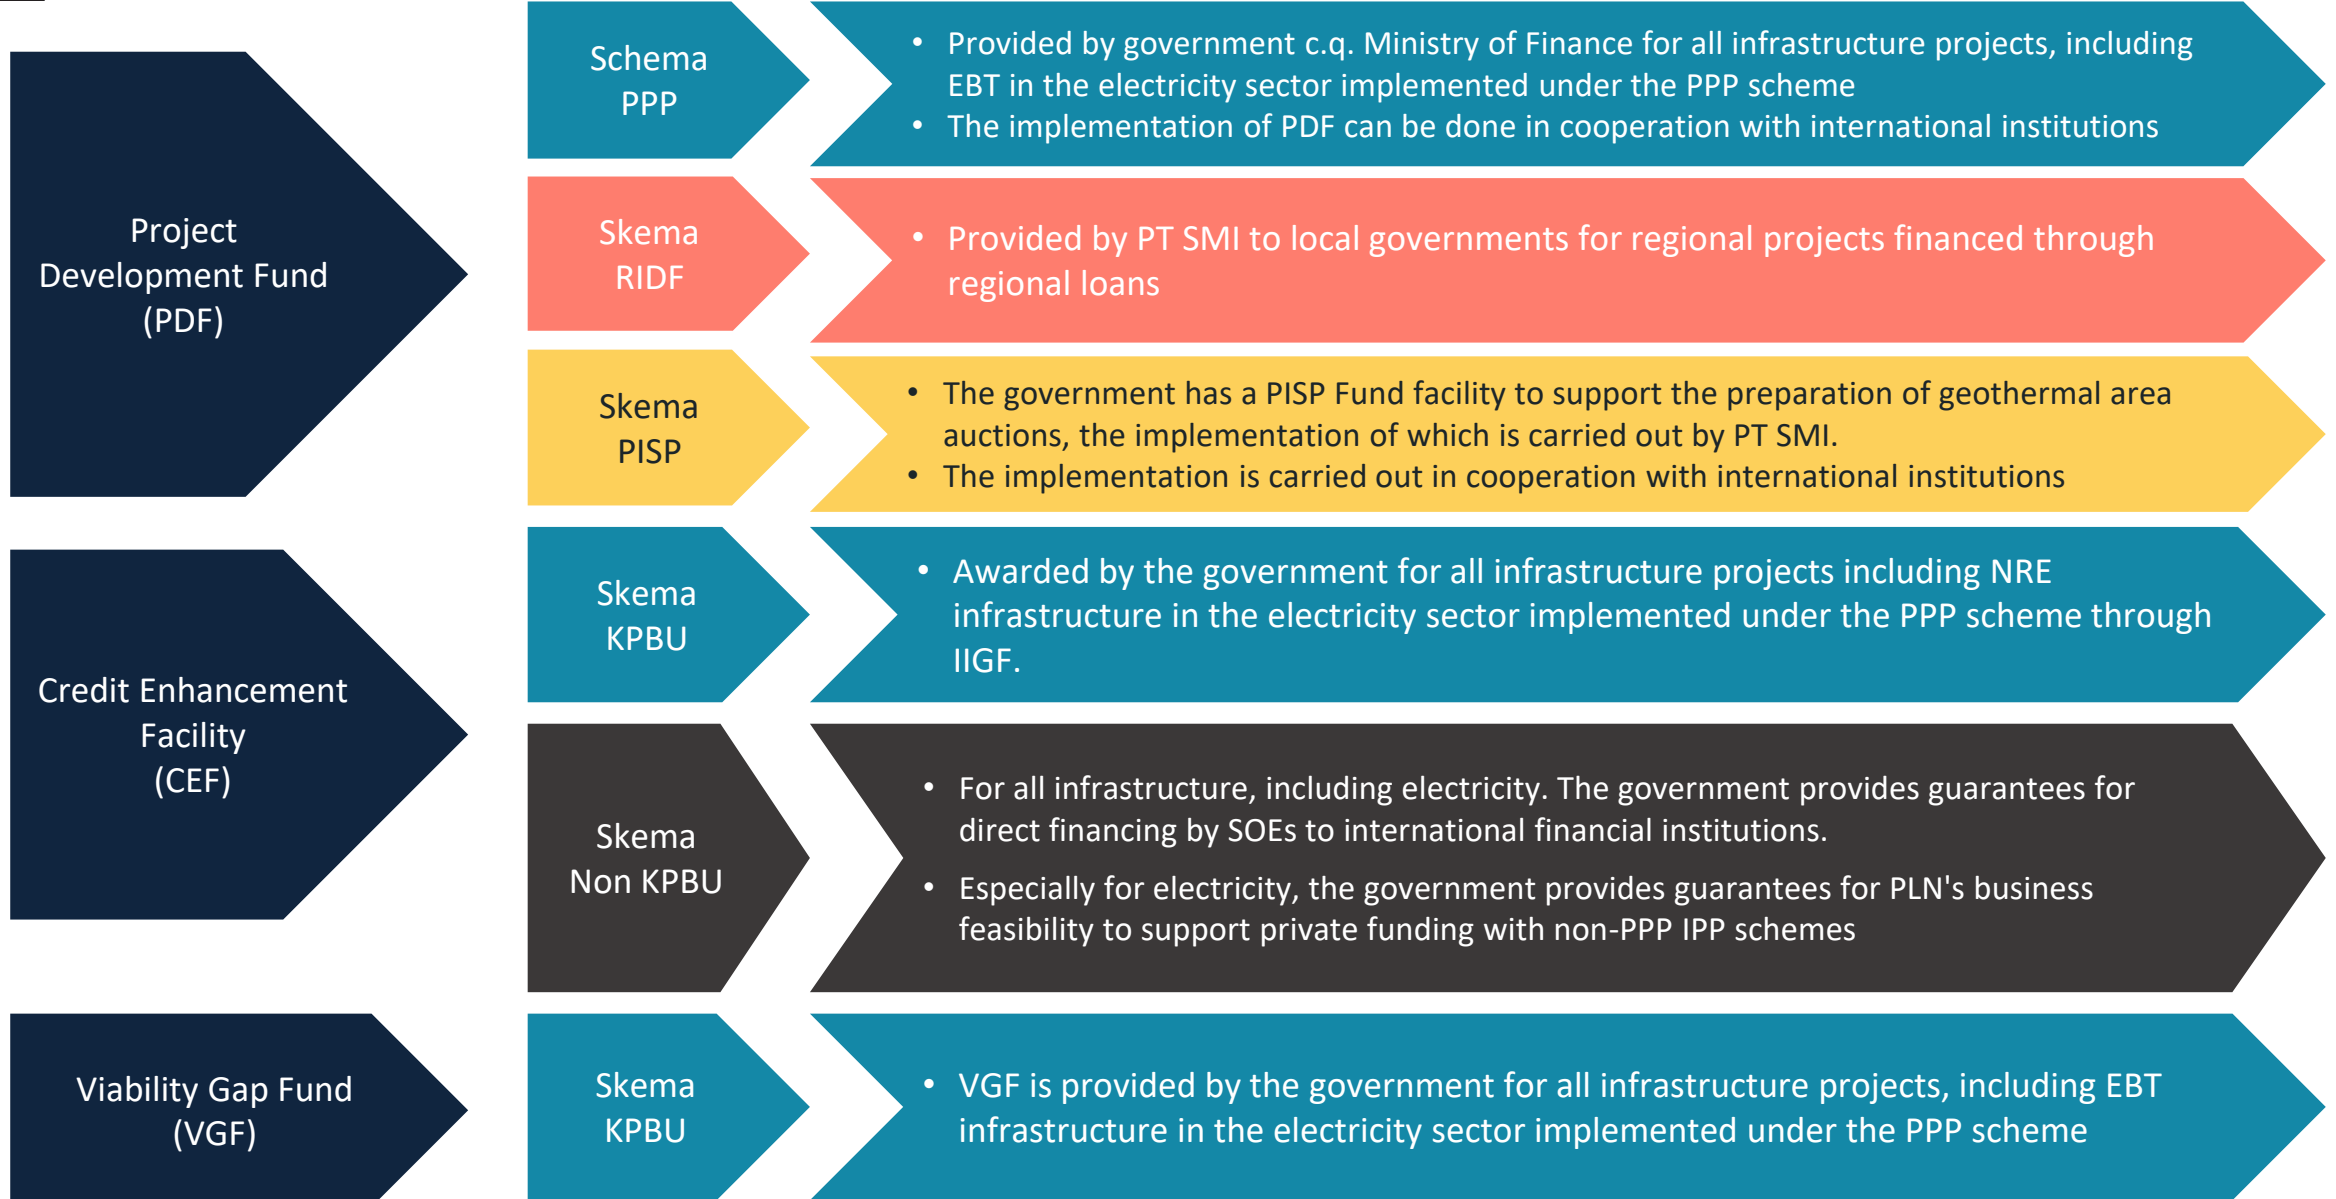 Project
Development Fund
(PDF)
Schema
PPP
• Provided by government c.q. Ministry of Finance for all infrastructure projects, including
EBT in the electricity sector implemented under the PPP scheme
• The implementation of PDF can be done in cooperation with international institutions
Skema
RIDF
• Provided by PT SMI to local governments for regional projects financed through
regional loans
Skema
PISP
• The government has a PISP Fund facility to support the preparation of geothermal area
auctions, the implementation of which is carried out by PT SMI.
• The implementation is carried out in cooperation with international institutions
Credit Enhancement
Facility
(CEF)
Skema
KPBU
• Awarded by the government for all infrastructure projects including NRE
infrastructure in the electricity sector implemented under the PPP scheme through
IIGF.
Skema
Non KPBU
• For all infrastructure, including electricity. The government provides guarantees for
direct financing by SOEs to international financial institutions.
• Especially for electricity, the government provides guarantees for PLN's business
feasibility to support private funding with non-PPP IPP schemes
Viability Gap Fund
(VGF)
Skema
KPBU
• VGF is provided by the government for all infrastructure projects, including EBT
infrastructure in the electricity sector implemented under the PPP scheme